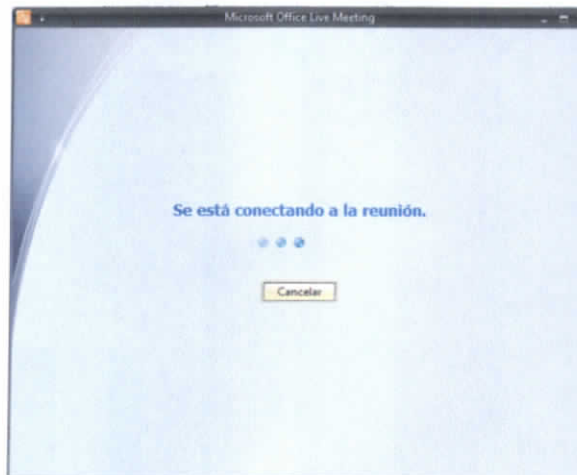 Microsoft Office Live Meeting
Se está conectando a la reunión.
Cancelar